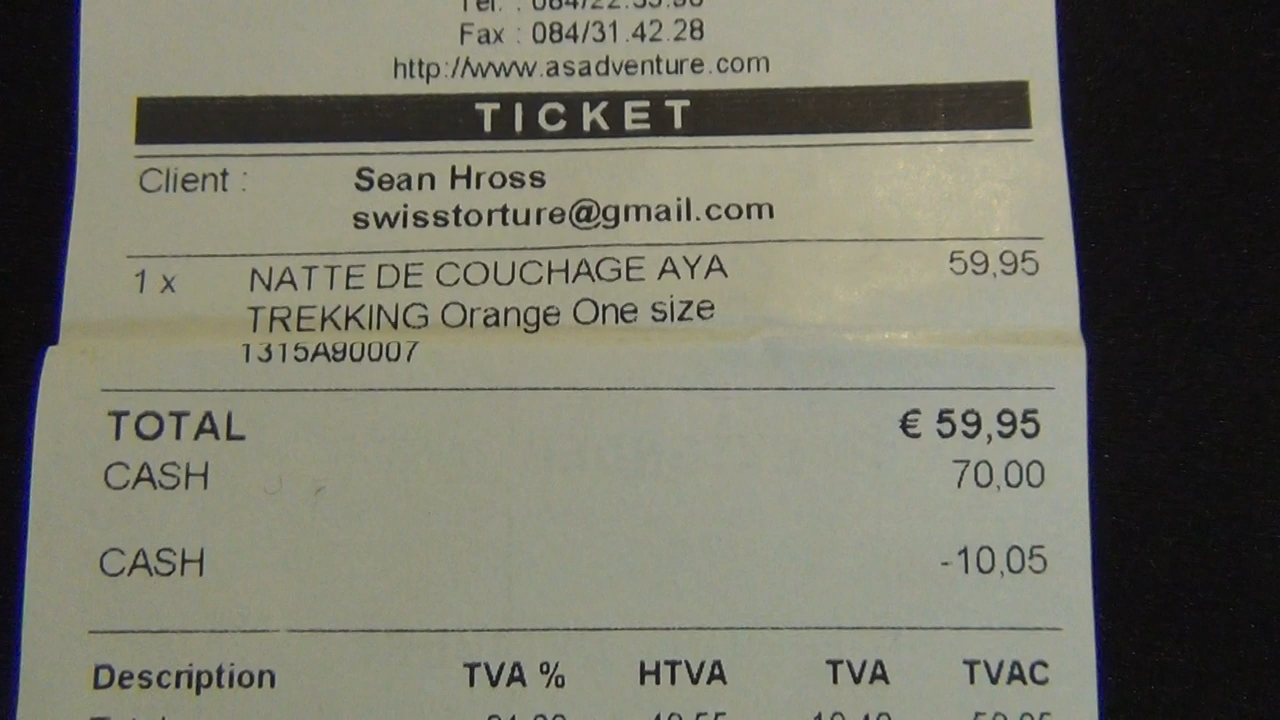 Fax : 084/31.42.28
http://www.asadventure.com
TICKET
Client : Sean Hross
swisstorture@gmail.com
1 x NATTE DE COUCHAGE AYA 59,95
TREKKING Orange One size
1315A90007
TOTAL € 59,95
CASH 70,00
CASH -10,05
Description TVA % HTVA TVA TVAC